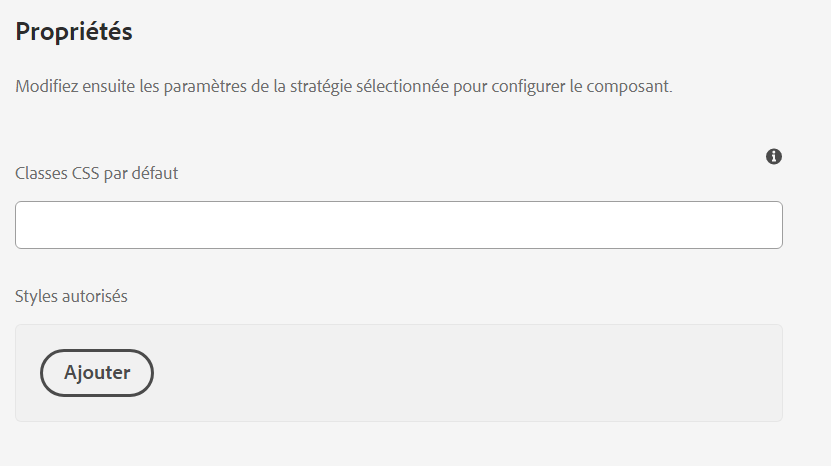 Propriétés
Modifiez ensuite les paramètres de la stratégie sélectionnée pour configurer le composant.
Classes CSS par défaut
Styles autorisés
Ajouter